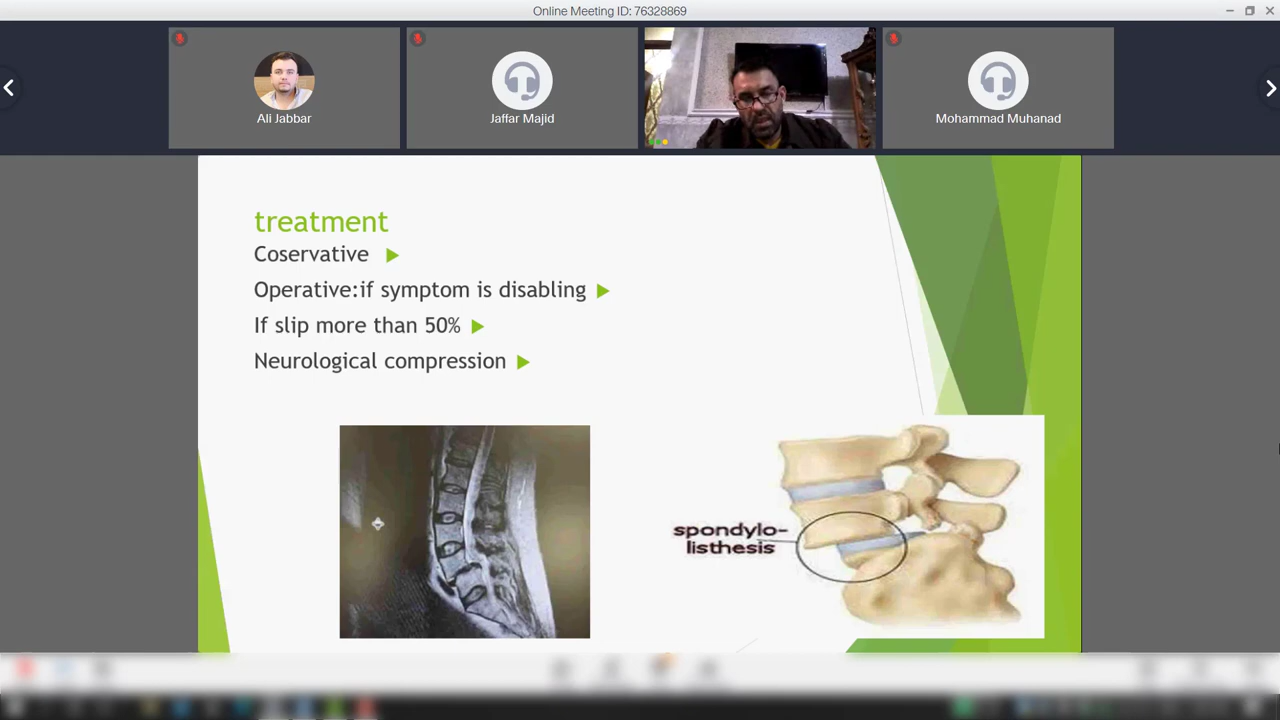 Online Meeting ID: 76328869
Ali Jabbar
Jaffar Majid
Mohammad Muhanad
treatment
Coservative
Operative:if symptom is disabling
If slip more than 50%
Neurological compression
spondylo-
listhesis